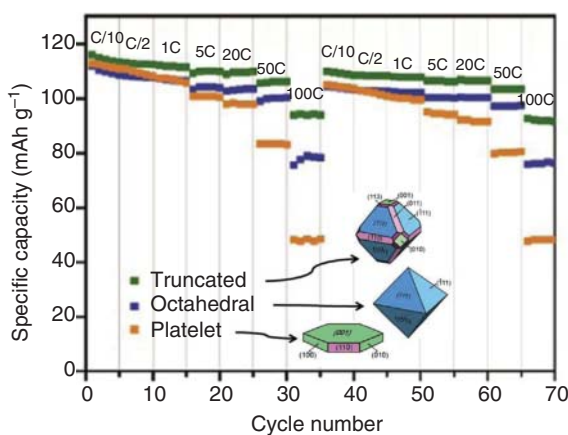 120
100
80
60
40
20
0
Specific capacity (mAh g⁻¹)
C/10
C/2
1C
5C
20C
50C
100C
C/10
C/2
1C
5C
20C
50C
100C
Truncated
Octahedral
Platelet
(113)
(001)
(011)
(010)
(001)
(100)
(110)
(010)
0
10
20
30
40
50
60
70
Cycle number